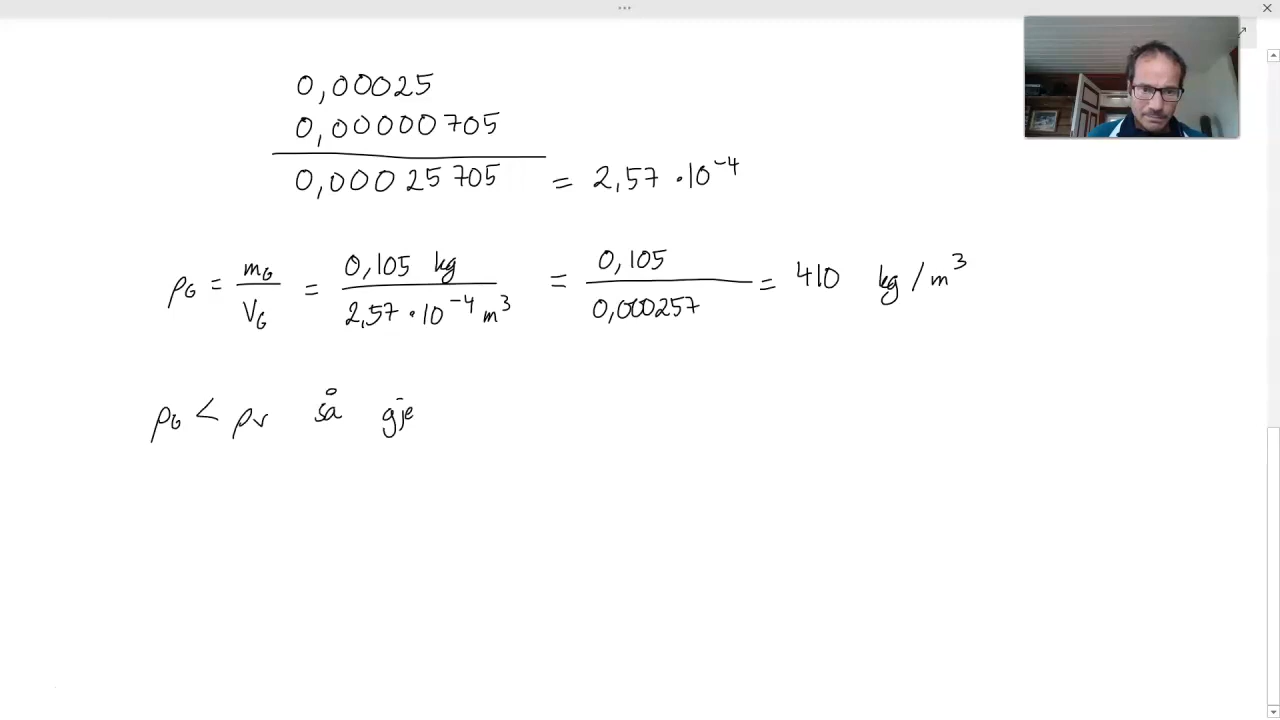 0,00025
0,00000705
0,00025705 = 2,57 · 10⁻⁴
ρG = mG / VG = 0,105 kg / 2,57 · 10⁻⁴ m³ = 0,105 / 0,000257 = 410 kg/m³
ρG < ρv så gje